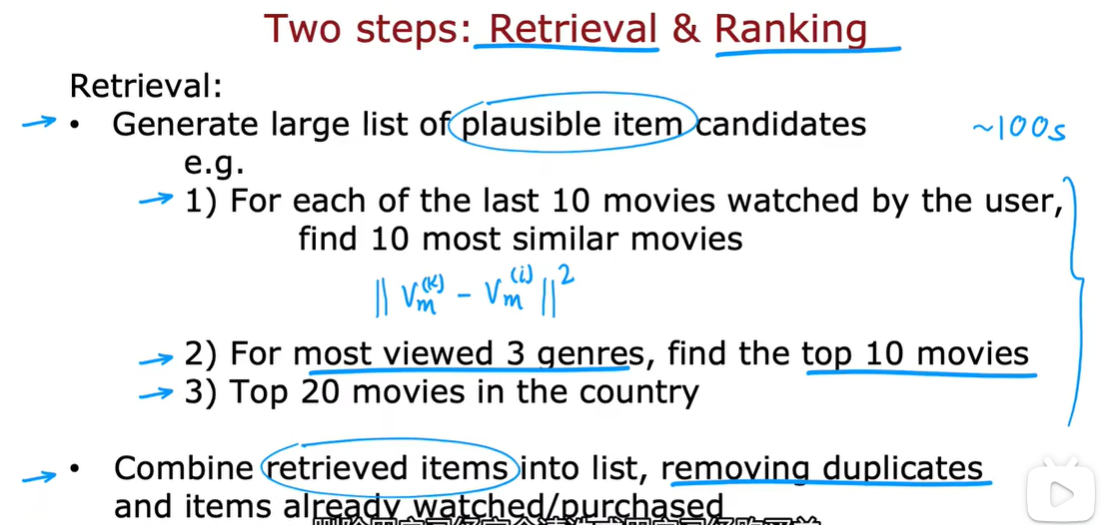 Two steps: Retrieval & Ranking
Retrieval:
→ • Generate large list of plausible item candidates ~100s
e.g.
→ 1) For each of the last 10 movies watched by the user,
find 10 most similar movies
|| Vm^(k) - Vm^(i) ||^2
→ 2) For most viewed 3 genres, find the top 10 movies
→ 3) Top 20 movies in the country
→ • Combine retrieved items into list, removing duplicates
and items already watched/purchased